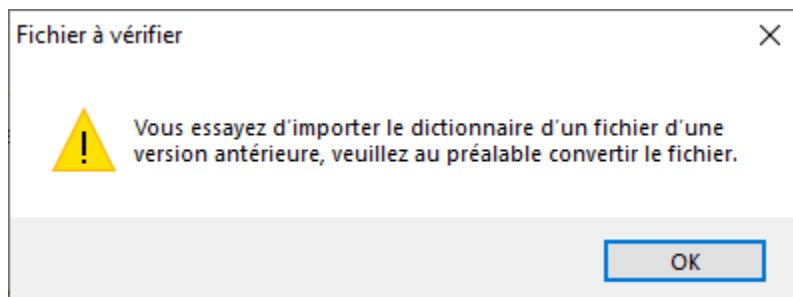 Fichier à vérifier
Vous essayez d'importer le dictionnaire d'un fichier d'une
version antérieure, veuillez au préalable convertir le fichier.
OK